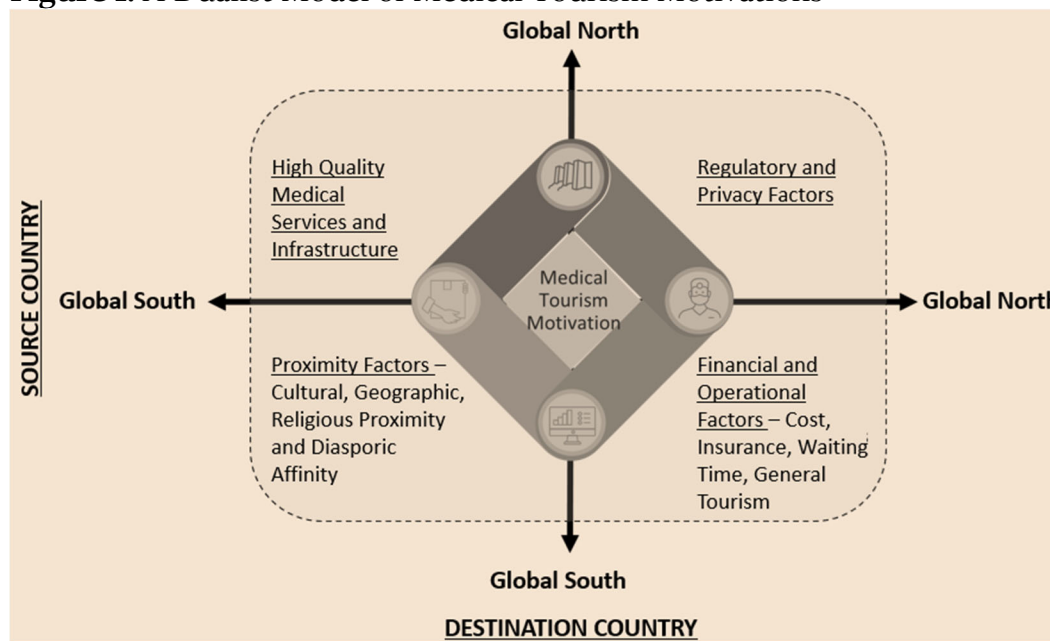 Global North
High Quality
Medical
Services and
Infrastructure
Regulatory and
Privacy Factors
SOURCE COUNTRY
Global South
Medical
Tourism
Motivation
Global North
Proximity Factors –
Cultural, Geographic,
Religious Proximity
and Diasporic
Affinity
Financial and
Operational
Factors – Cost,
Insurance, Waiting
Time, General
Tourism
Global South
DESTINATION COUNTRY